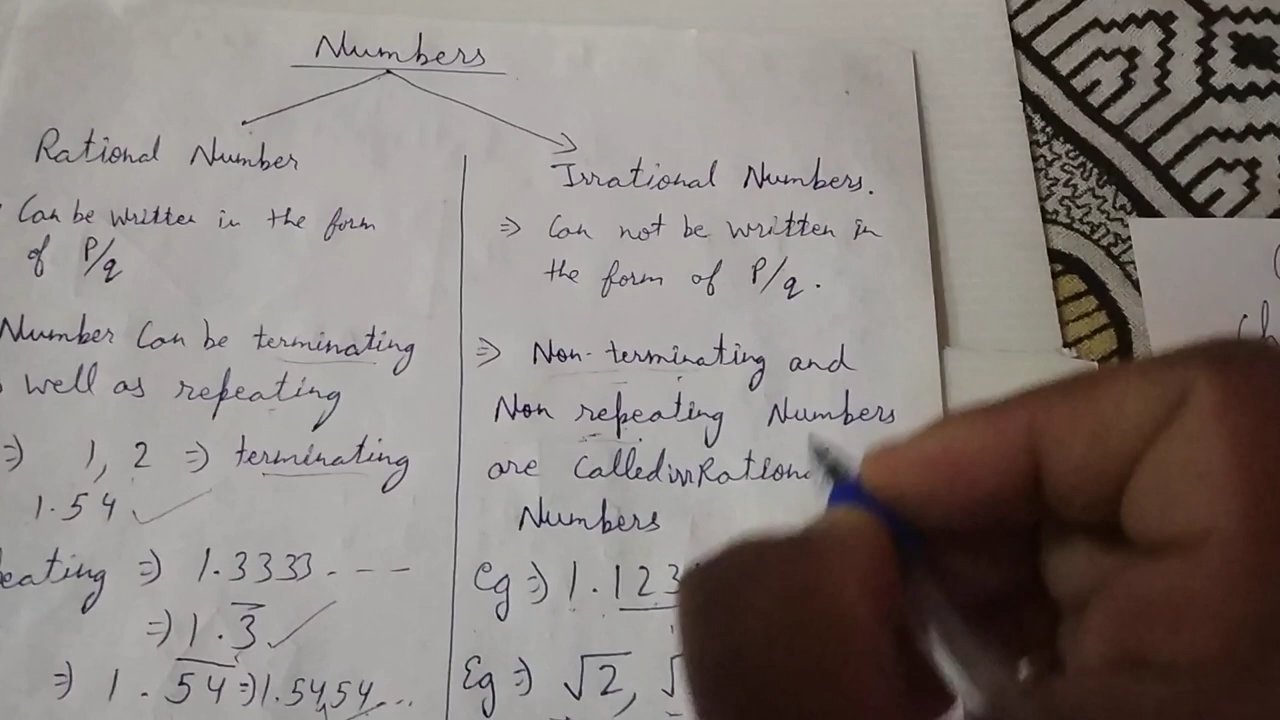 Numbers
Rational Number
Can be written in the form
of P/q
Number Can be terminating
well as repeating
⇒ 1, 2 ⇒ terminating
1.54 ✓
eating ⇒ 1.3333.---
⇒ 1.3̅ ✓
⇒ 1.5̅4̅ ⇒ 1.5454...
Irrational Numbers.
⇒ Can not be written in
the form of P/q.
⇒ Non-terminating and
Non repeating Numbers
are Called irRationa
Numbers
eg ⇒ 1.123
Eg ⇒ √2, √